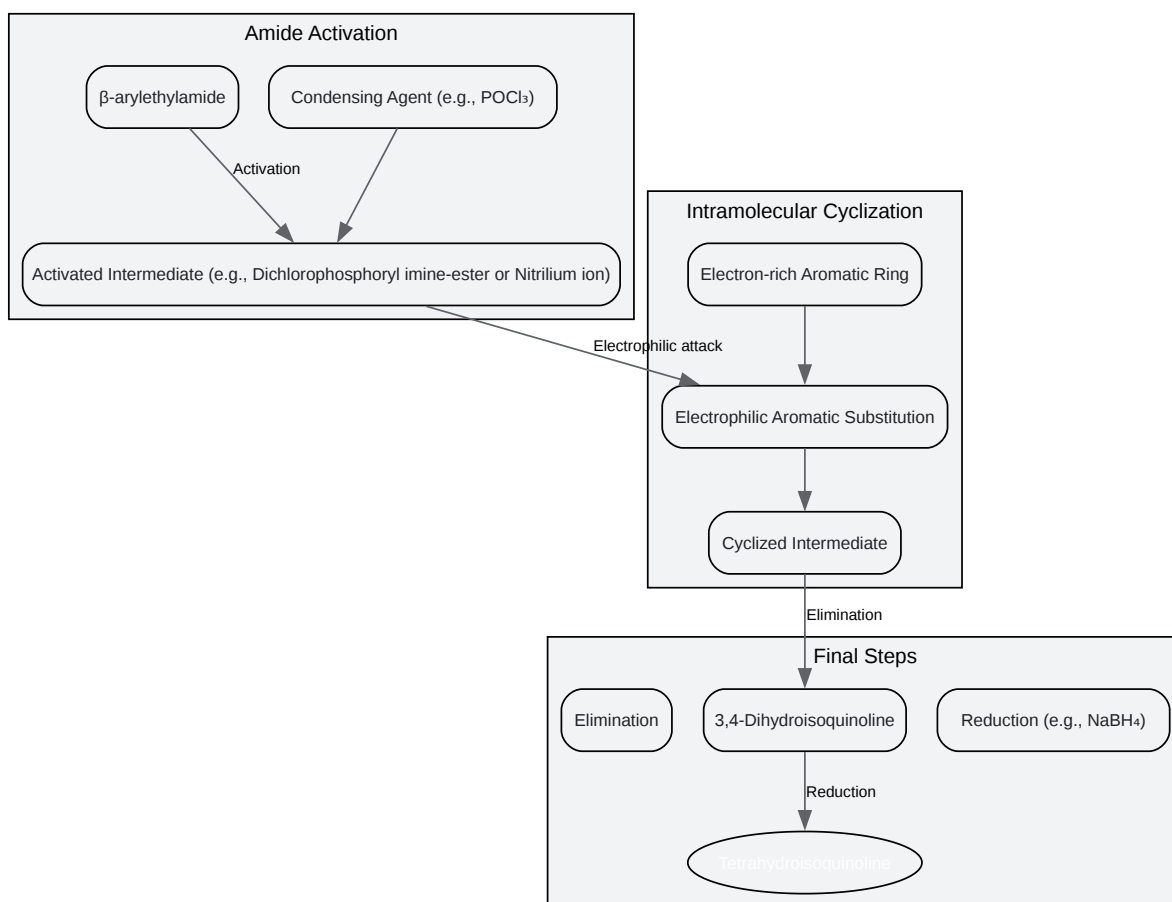 Amide Activation
β-arylethylamide
Condensing Agent (e.g., POCl₃)
Activation
Activated Intermediate (e.g., Dichlorophosphoryl imine-ester or Nitrilium ion)
Intramolecular Cyclization
Electron-rich Aromatic Ring
Electrophilic attack
Electrophilic Aromatic Substitution
Cyclized Intermediate
Elimination
Final Steps
Elimination
3,4-Dihydroisoquinoline
Reduction (e.g., NaBH₄)
Reduction
Tetrahydroisoquinoline